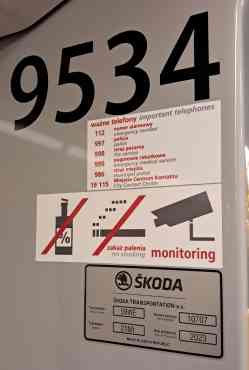 9534
ważne telefony important telephones
112 numer alarmowy
emergency number
997 policja
police
998 straż pożarna
fire service
999 pogotowie ratunkowe
emergency medical service
986 straż miejska
municipal police
19 115 Miejskie Centrum Kontaktu
City Contact Centre
%
zakaz palenia
no smoking
monitoring
ŠKODA
ŠKODA TRANSPORTATION a.s.
10707
2023